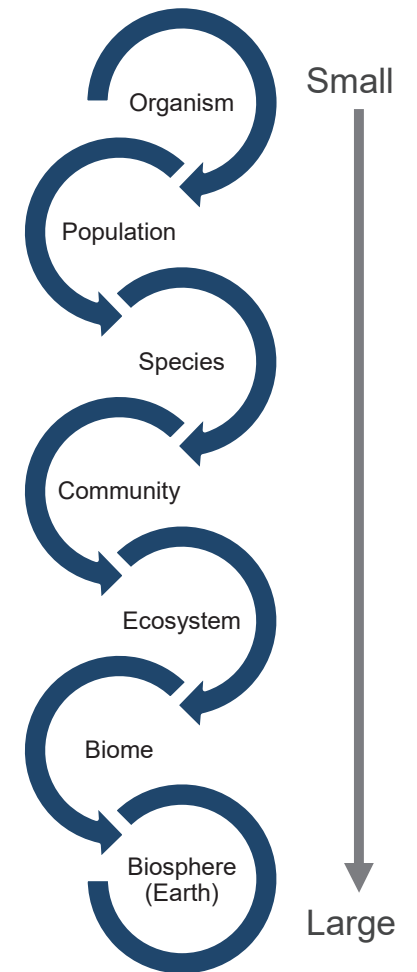 Small
Organism
Population
Species
Community
Ecosystem
Biome
Biosphere
(Earth)
Large